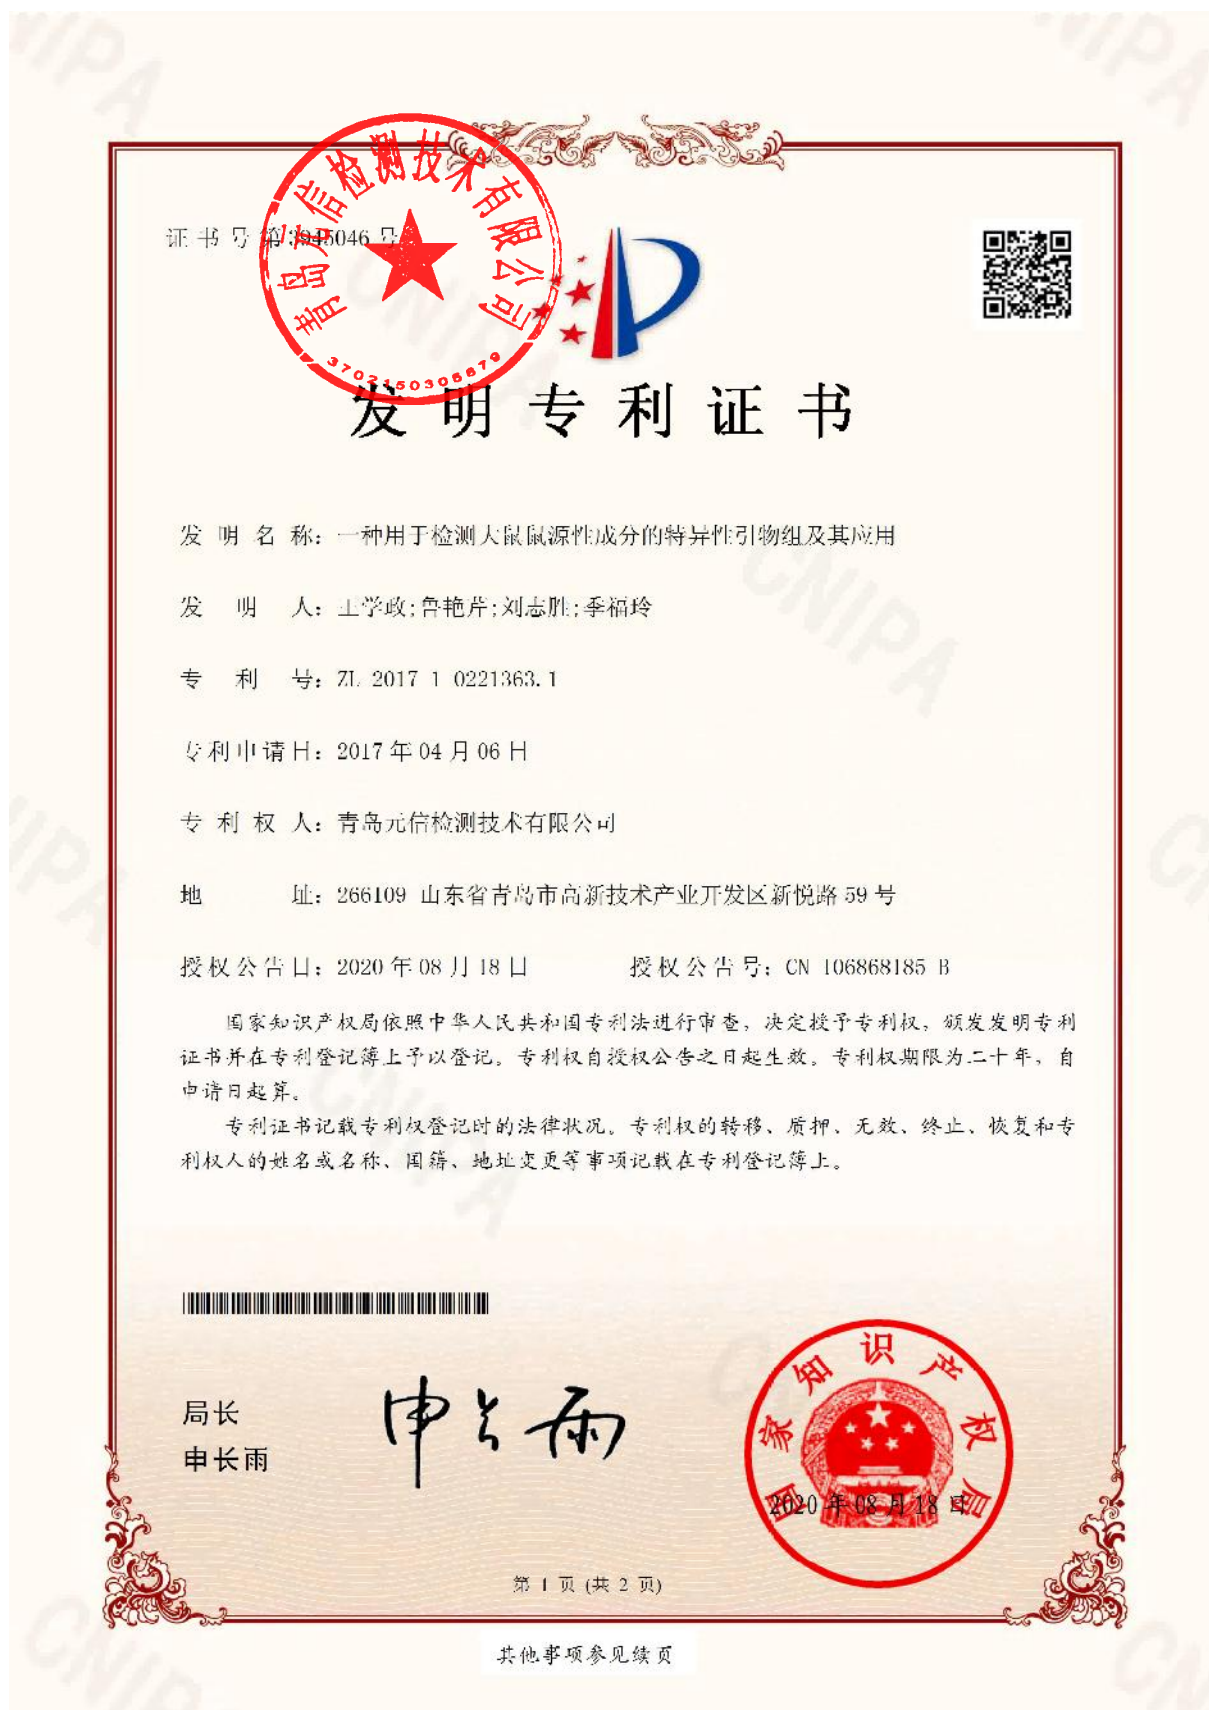 青岛元信检测技术有限公司
证书号第3945046号
发明专利证书
发明名称：一种用于检测大鼠鼠源性成分的特异性引物组及其应用
发明人：王学政;鲁艳芹;刘志胜;季福玲
专利号：ZL 2017 1 0221363.1
专利申请日：2017年04月06日
专利权人：青岛元信检测技术有限公司
地址：266109 山东省青岛市高新技术产业开发区新悦路59号
授权公告日：2020年08月18日 授权公告号：CN 106868185 B
国家知识产权局依照中华人民共和国专利法进行审查，决定授予专利权，颁发发明专利
证书并在专利登记簿上予以登记。专利权自授权公告之日起生效。专利权期限为二十年，自
申请日起算。
专利证书记载专利权登记时的法律状况。专利权的转移、质押、无效、终止、恢复和专
利权人的姓名或名称、国籍、地址变更等事项记载在专利登记簿上。
局长
申长雨
申长雨
国家知识产权局
2020年08月18日
第 1 页 (共 2 页)
其他事项参见续页
CNIPA